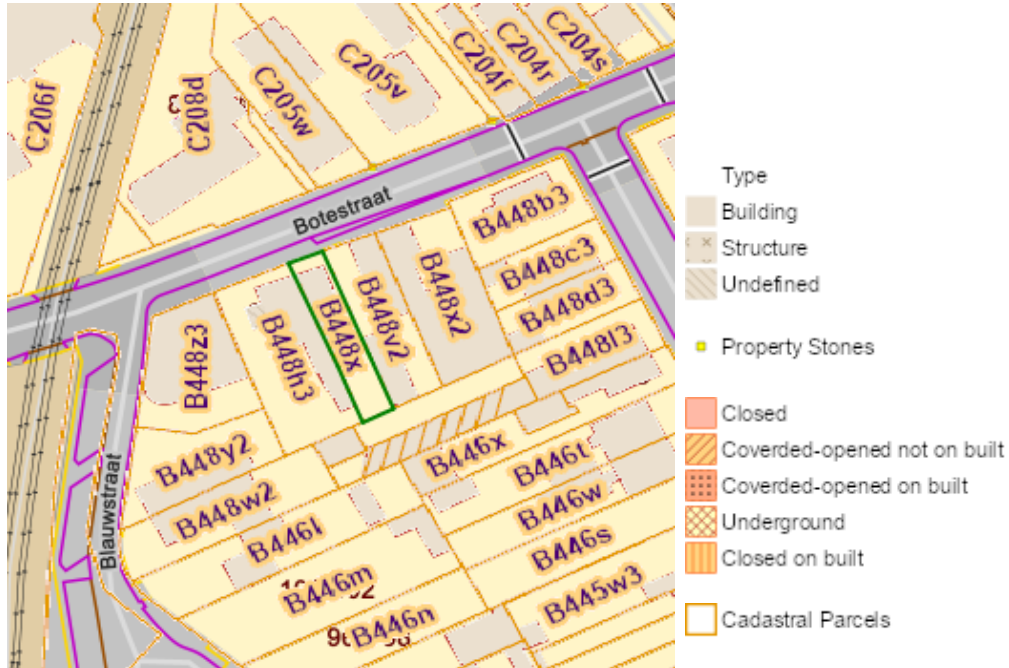 C206f
C208d
C205w
C205v
C204f
C204r
C204s
Botestraat
B448b3
B448c3
B448d3
B448l3
B448x2
B448v2
B448x
B448h3
B448z3
Blauwstraat
B448y2
B448w2
B446x
B446t
B446l
B446w
B446m
B446s
B446n
B445w3
Type
Building
Structure
Undefined
Property Stones
Closed
Coverded-opened not on built
Coverded-opened on built
Underground
Closed on built
Cadastral Parcels